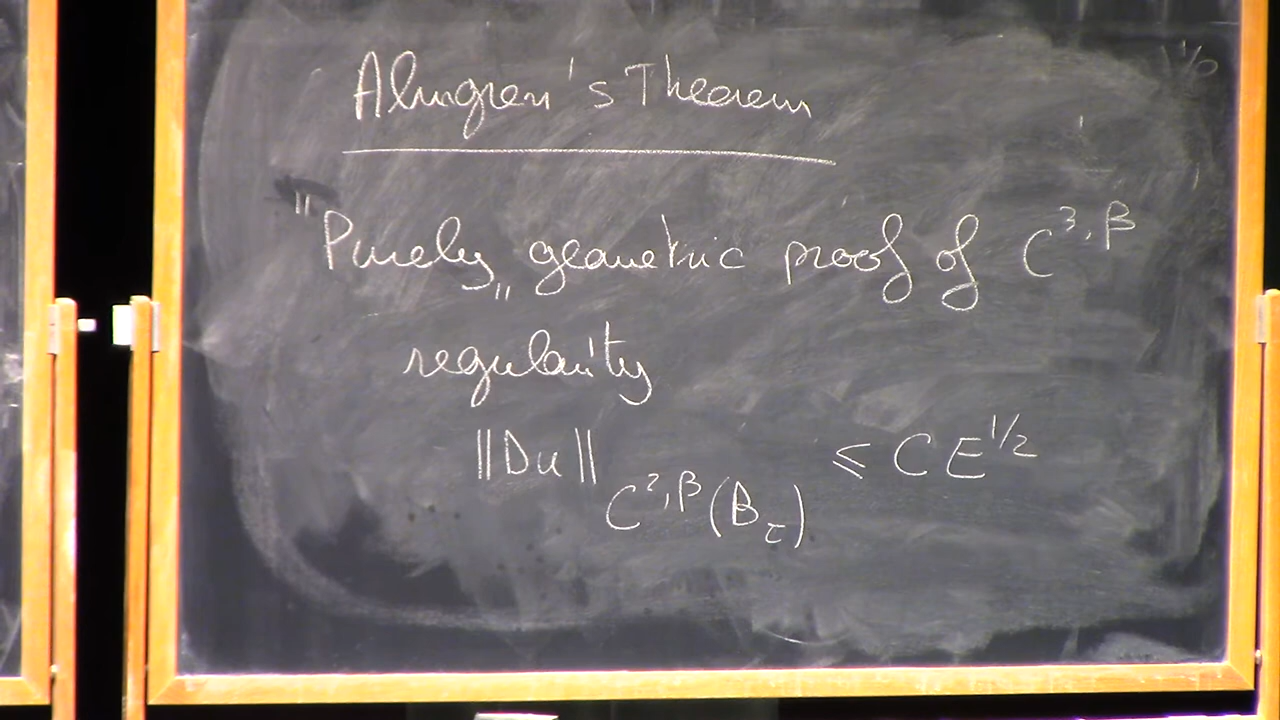 Almgren's Theorem
"Purely„ geometric proof of C^{3,β}
regularity
||Du||_{C^{2,β}(B_τ)} ≤ C E^{1/2}